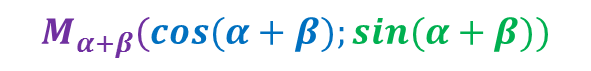 M_{α+β}(cos(α + β); sin(α + β))